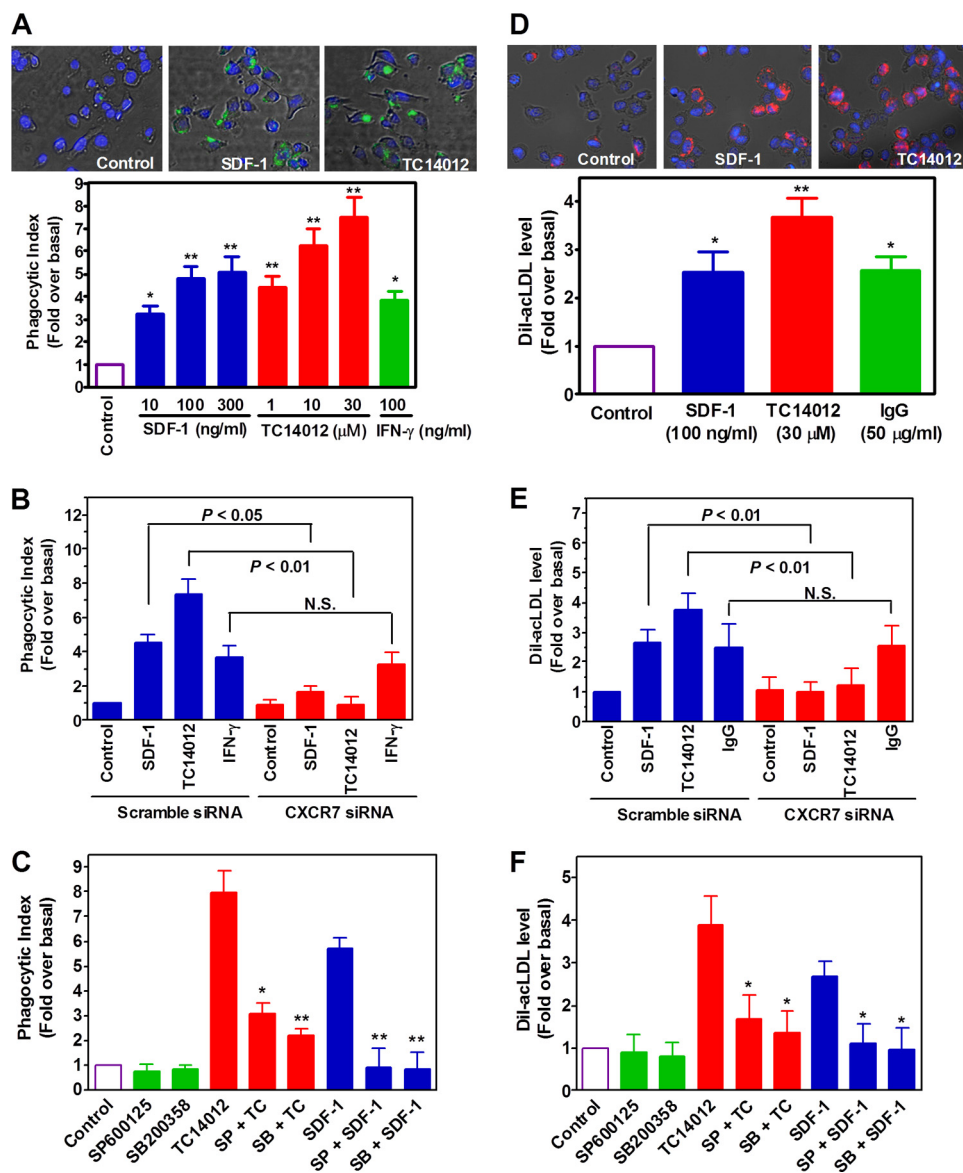 A
Control
SDF-1
TC14012
Phagocytic Index
(Fold over basal)
9
8
7
6
5
4
3
2
1
0
*
**
**
**
**
**
*
Control
10 100 300 1 10 30 100
SDF-1 (ng/ml) TC14012 (μM) IFN-γ (ng/ml)
D
Control
SDF-1
TC14012
Dil-acLDL level
(Fold over basal)
4
3
2
1
0
*
**
*
Control SDF-1 TC14012 IgG
(100 ng/ml) (30 μM) (50 μg/ml)
B
Phagocytic Index
(Fold over basal)
12
10
8
6
4
2
0
P < 0.05
P < 0.01
N.S.
Control SDF-1 TC14012 IFN-γ Control SDF-1 TC14012 IFN-γ
Scramble siRNA CXCR7 siRNA
E
Dil-acLDL level
(Fold over basal)
7
6
5
4
3
2
1
0
P < 0.01
P < 0.01
N.S.
Control SDF-1 TC14012 IgG Control SDF-1 TC14012 IgG
Scramble siRNA CXCR7 siRNA
C
Phagocytic Index
(Fold over basal)
9
8
7
6
5
4
3
2
1
0
*
**
**
**
Control SP600125 SB200358 TC14012 SP + TC SB + TC SDF-1 SP + SDF-1 SB + SDF-1
F
Dil-acLDL level
(Fold over basal)
5
4
3
2
1
0
*
*
*
*
Control SP600125 SB200358 TC14012 SP + TC SB + TC SDF-1 SP + SDF-1 SB + SDF-1